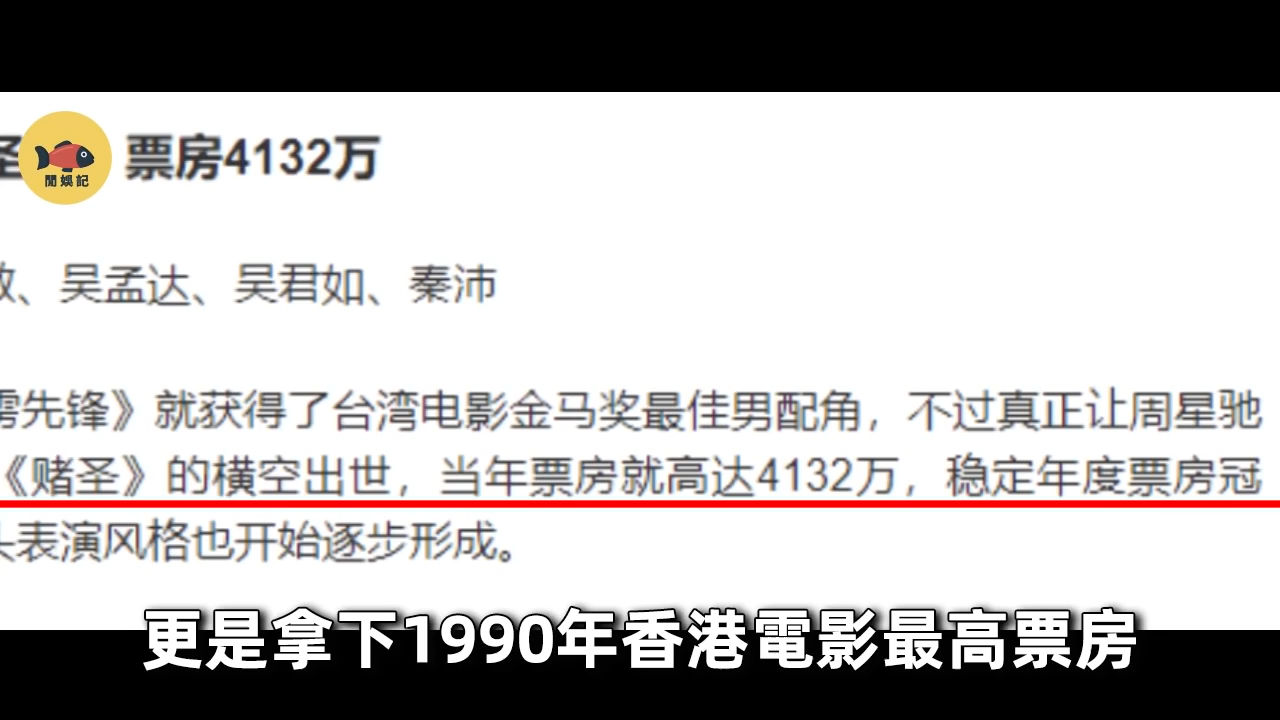 票房4132万
閒娛記
、吴孟达、吴君如、秦沛
先锋》就获得了台湾电影金马奖最佳男配角，不过真正让周星驰
《赌圣》的横空出世，当年票房就高达4132万，稳定年度票房冠
表演风格也开始逐步形成。
更是拿下1990年香港電影最高票房